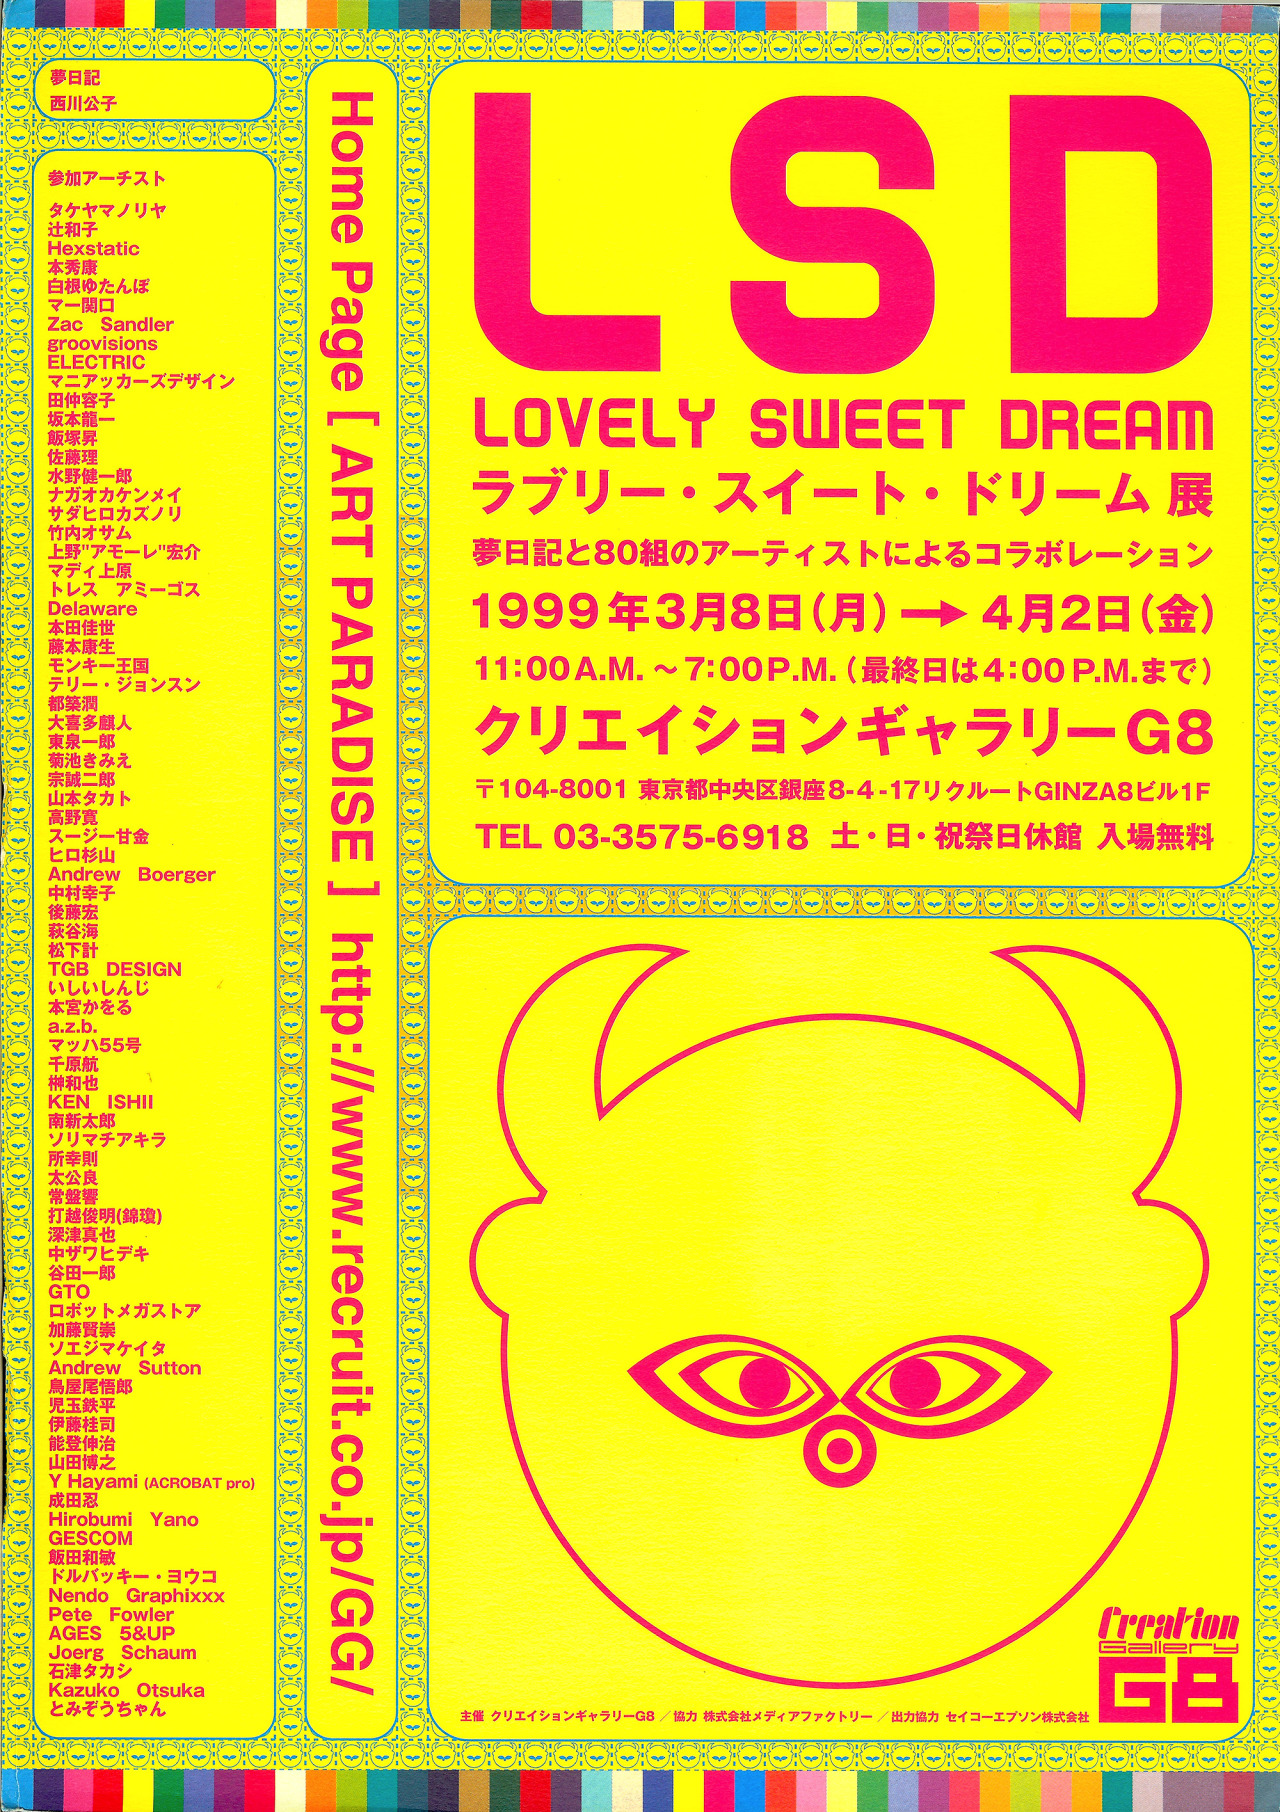 夢日記
西川公子
参加アーチスト
タケヤマノリヤ
辻和子
Hexstatic
本秀康
白根ゆたんぽ
マー関口
Zac Sandler
groovisions
ELECTRIC
マニアッカーズデザイン
田仲容子
坂本龍一
飯塚昇
佐藤理
水野健一郎
ナガオカケンメイ
サダヒロカズノリ
竹内オサム
上野"アモーレ"宏介
マディ上原
トレス アミーゴス
Delaware
本田佳世
藤本康生
モンキー王国
テリー・ジョンスン
都築潤
大喜多麒人
東泉一郎
菊池きみえ
宗誠二郎
山本タカト
高野寛
スージー甘金
ヒロ杉山
Andrew Boerger
中村幸子
後藤宏
萩谷海
松下計
TGB DESIGN
いしいしんじ
本宮かをる
a.z.b.
マッハ55号
千原航
榊和也
KEN ISHII
南新太郎
ソリマチアキラ
所幸則
太公良
常盤響
打越俊明(錦瓊)
深津真也
中ザワヒデキ
谷田一郎
GTO
ロボットメガストア
加藤賢崇
ソエジマケイタ
Andrew Sutton
鳥屋尾悟郎
児玉鉄平
伊藤桂司
能登伸治
山田博之
Y Hayami (ACROBAT pro)
成田忍
Hirobumi Yano
GESCOM
飯田和敏
ドルバッキー・ヨウコ
Nendo Graphixxx
Pete Fowler
AGES 5&UP
Joerg Schaum
石津タカシ
Kazuko Otsuka
とみぞうちゃん
Home Page [ ART PARADISE ] http://www.recruit.co.jp/GG/
LSD
LOVELY SWEET DREAM
ラブリー・スイート・ドリーム 展
夢日記と80組のアーティストによるコラボレーション
1999年3月8日(月)→4月2日(金)
11:00A.M.～7:00P.M.(最終日は4:00P.M.まで)
クリエイションギャラリーG8
〒104-8001 東京都中央区銀座8-4-17リクルートGINZA8ビル1F
TEL 03-3575-6918 土・日・祝祭日休館 入場無料
Creation
Gallery
G8
主催 クリエイションギャラリーG8 ／協力 株式会社メディアファクトリー ／出力協力 セイコーエプソン株式会社